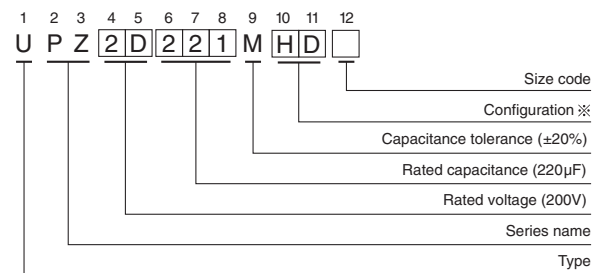 1 2 3 4 5 6 7 8 9 10 11 12
U P Z 2 D 2 2 1 M H D
Size code
Configuration ※
Capacitance tolerance (±20%)
Rated capacitance (220µF)
Rated voltage (200V)
Series name
Type